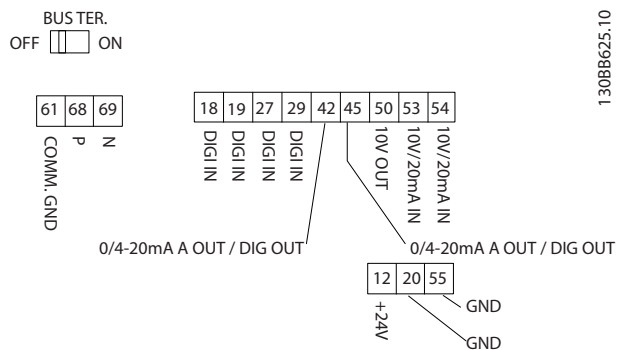 BUS TER.
OFF ON
130BB625.10
61 68 69
COMM. GND
P
N
18 19 27 29 42 45 50 53 54
DIGI IN
DIGI IN
DIGI IN
DIGI IN
10V OUT
10V/20mA IN
10V/20mA IN
0/4-20mA A OUT / DIG OUT
0/4-20mA A OUT / DIG OUT
12 20 55
+24V
GND
GND